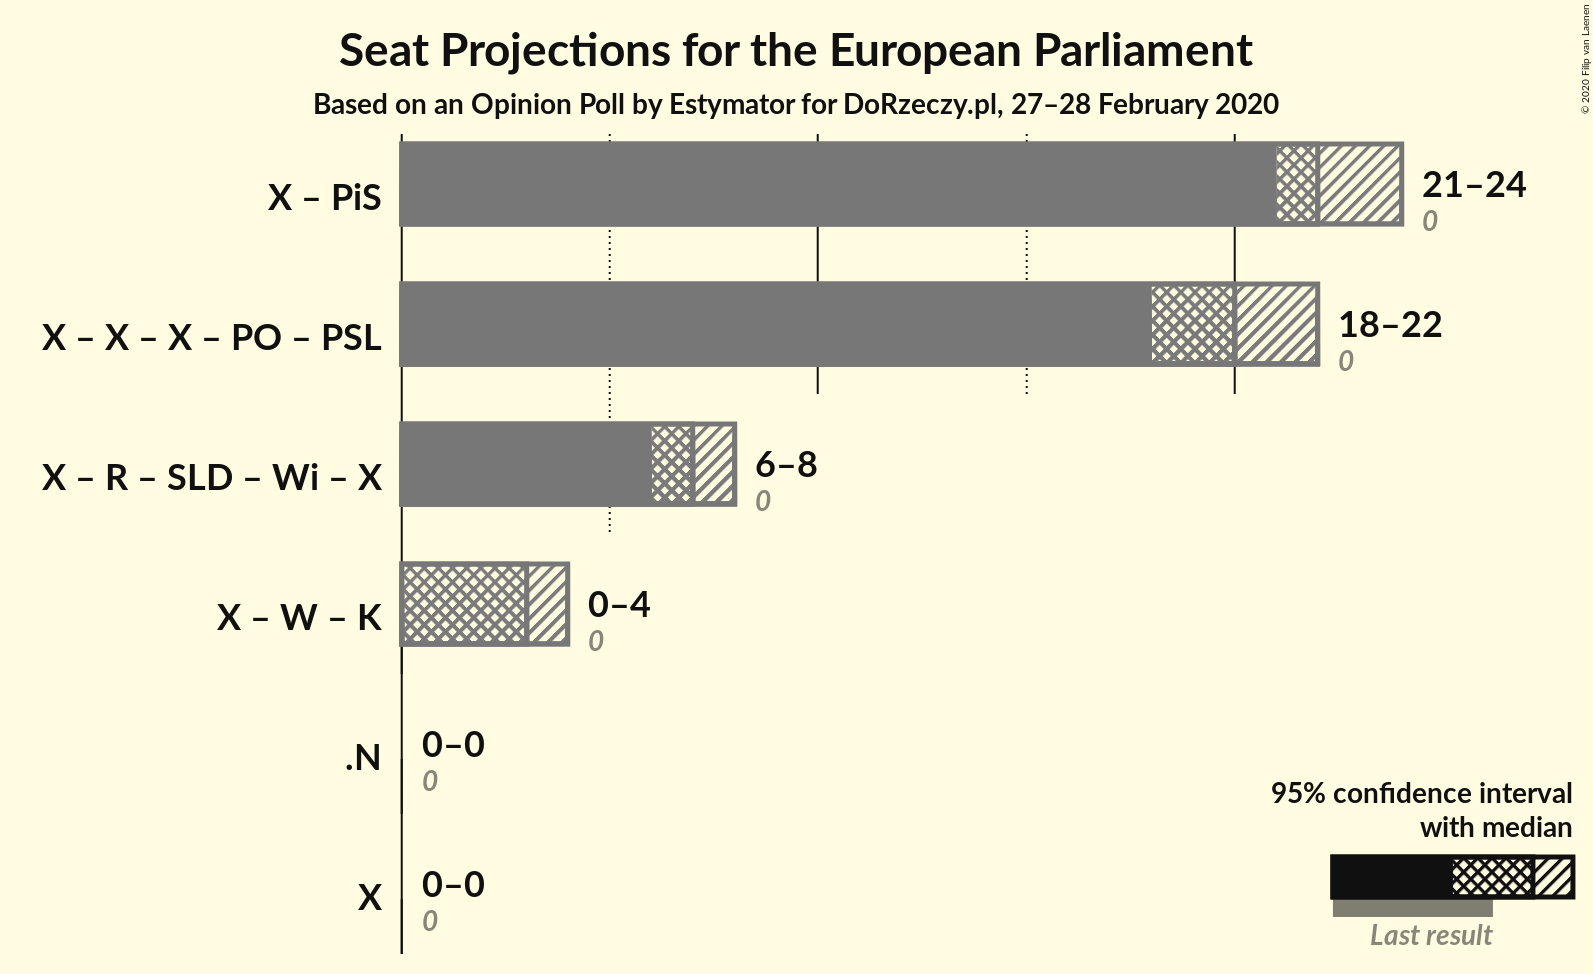 Seat Projections for the European Parliament
Based on an Opinion Poll by Estymator for DoRzeczy.pl, 27–28 February 2020
© 2020 Filip van Laenen
X – PiS
21–24
0
X – X – X – PO – PSL
18–22
0
X – R – SLD – Wi – X
6–8
0
X – W – K
0–4
0
.N
0–0
0
X
0–0
0
95% confidence interval
with median
Last result